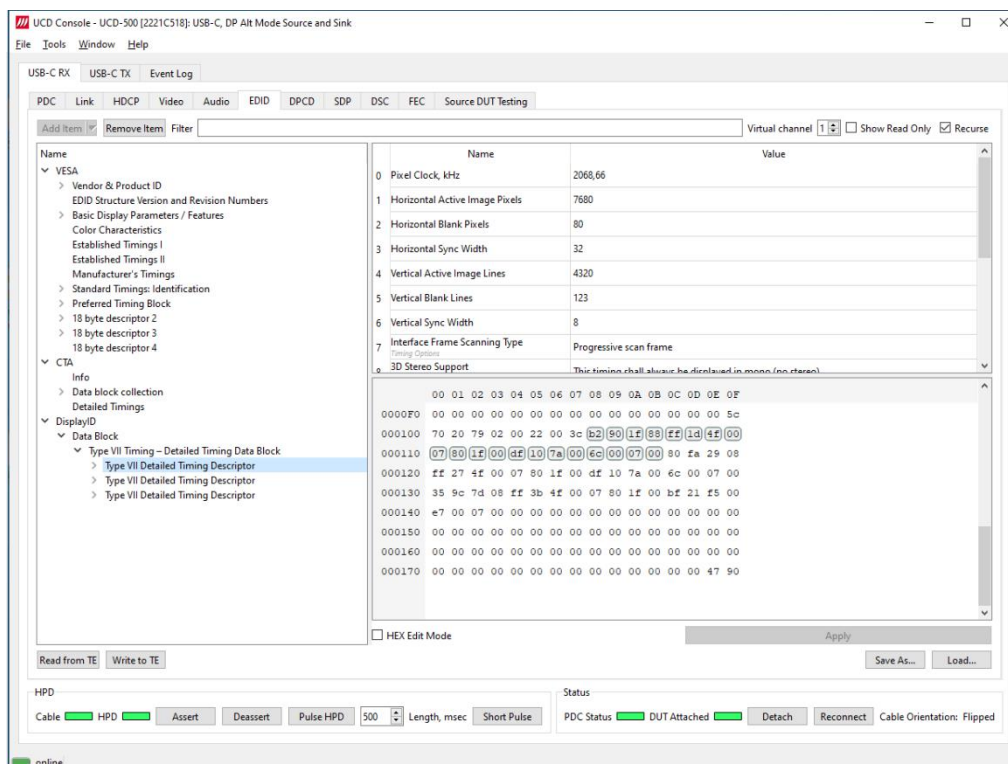 UCD Console - UCD-500 [2221C518]: USB-C, DP Alt Mode Source and Sink
File Tools Window Help
USB-C RX USB-C TX Event Log
PDC Link HDCP Video Audio EDID DPCD SDP DSC FEC Source DUT Testing
Add Item Remove Item Filter Virtual channel 1 Show Read Only Recurse
Name
VESA
Vendor & Product ID
EDID Structure Version and Revision Numbers
Basic Display Parameters / Features
Color Characteristics
Established Timings I
Established Timings II
Manufacturer's Timings
Standard Timings: Identification
Preferred Timing Block
18 byte descriptor 2
18 byte descriptor 3
18 byte descriptor 4
CTA
Info
Data block collection
Detailed Timings
DisplayID
Data Block
Type VII Timing – Detailed Timing Data Block
Type VII Detailed Timing Descriptor
Type VII Detailed Timing Descriptor
Type VII Detailed Timing Descriptor
Name Value
0 Pixel Clock, kHz 2068,66
1 Horizontal Active Image Pixels 7680
2 Horizontal Blank Pixels 80
3 Horizontal Sync Width 32
4 Vertical Active Image Lines 4320
5 Vertical Blank Lines 123
6 Vertical Sync Width 8
7 Interface Frame Scanning Type Progressive scan frame
Timing Options
3D Stereo Support This timing shall always be displayed in mono (no stereo)
00 01 02 03 04 05 06 07 08 09 0A 0B 0C 0D 0E 0F
0000F0 00 00 00 00 00 00 00 00 00 00 00 00 00 00 00 5c
000100 70 20 79 02 00 22 00 3c b2 90 1f 88 ff 1d 4f 00
000110 07 80 1f 00 df 10 7a 00 6c 00 07 00 80 fa 29 08
000120 ff 27 4f 00 07 80 1f 00 df 10 7a 00 6c 00 07 00
000130 35 9c 7d 08 ff 3b 4f 00 07 80 1f 00 bf 21 f5 00
000140 e7 00 07 00 00 00 00 00 00 00 00 00 00 00 00 00
000150 00 00 00 00 00 00 00 00 00 00 00 00 00 00 00 00
000160 00 00 00 00 00 00 00 00 00 00 00 00 00 00 00 00
000170 00 00 00 00 00 00 00 00 00 00 00 00 00 00 47 90
HEX Edit Mode Apply
Read from TE Write to TE Save As... Load...
HPD Status
Cable HPD Assert Deassert Pulse HPD 500 Length, msec Short Pulse PDC Status DUT Attached Detach Reconnect Cable Orientation: Flipped
online